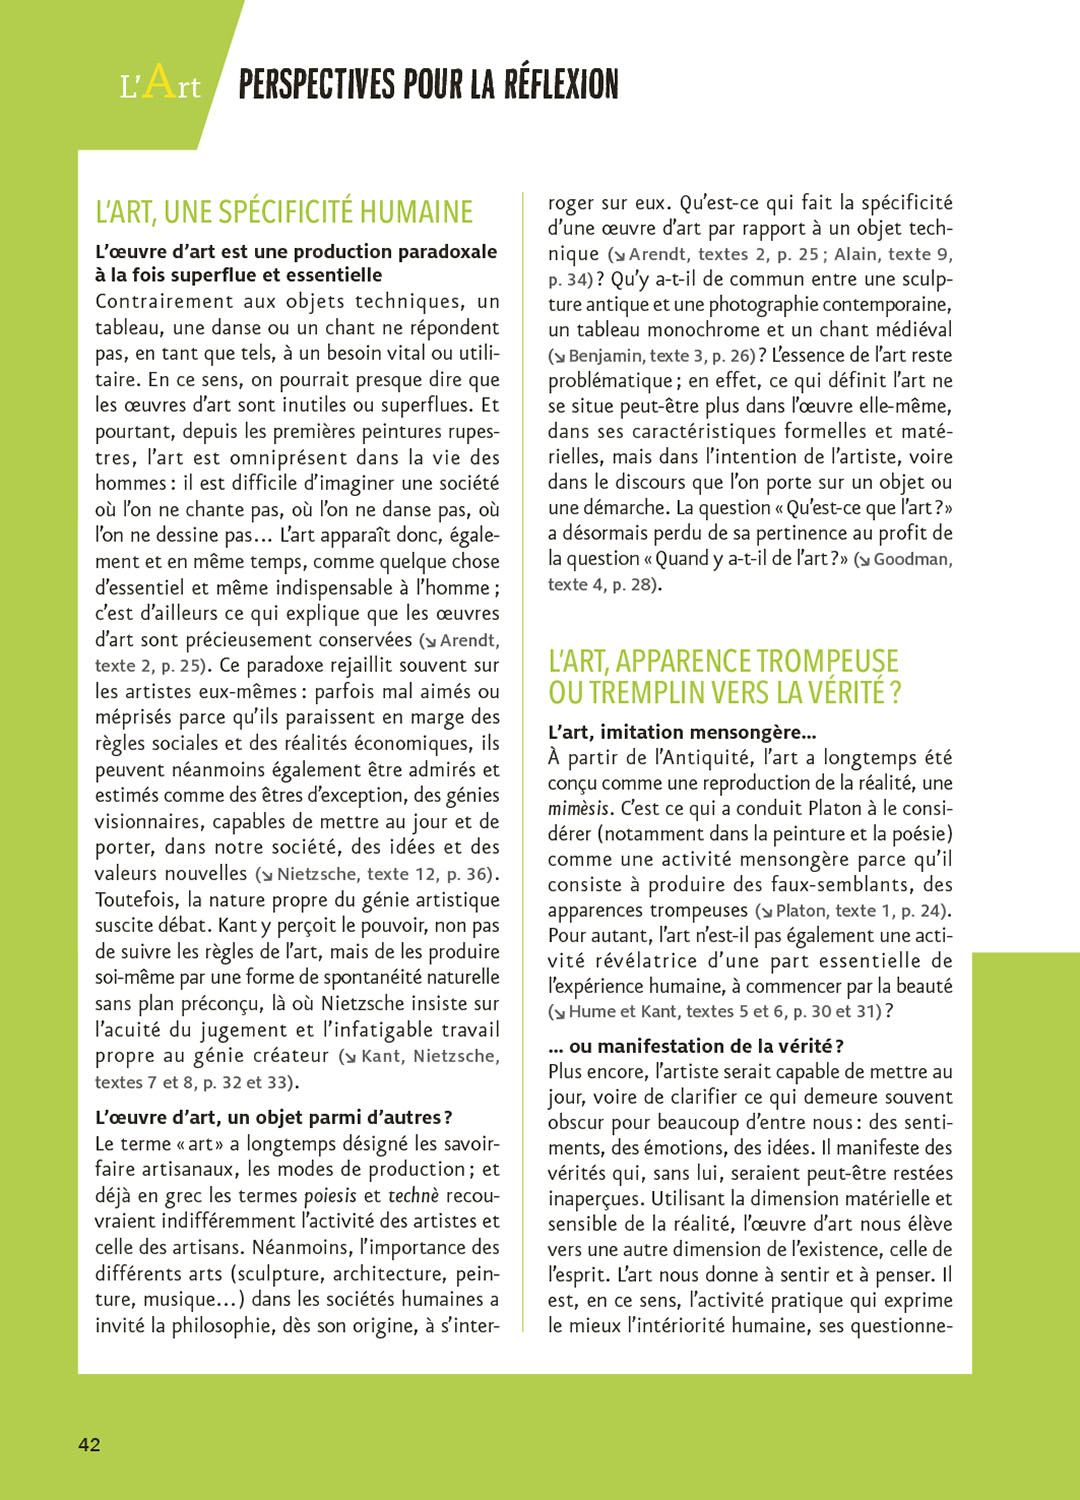 L'Art PERSPECTIVES POUR LA RÉFLEXION
L'ART, UNE SPÉCIFICITÉ HUMAINE
L'œuvre d'art est une production paradoxale
à la fois superflue et essentielle
Contrairement aux objets techniques, un
tableau, une danse ou un chant ne répondent
pas, en tant que tels, à un besoin vital ou utili-
taire. En ce sens, on pourrait presque dire que
les œuvres d'art sont inutiles ou superflues. Et
pourtant, depuis les premières peintures rupes-
tres, l'art est omniprésent dans la vie des
hommes : il est difficile d'imaginer une société
où l'on ne chante pas, où l'on ne danse pas, où
l'on ne dessine pas... L'art apparaît donc, égale-
ment et en même temps, comme quelque chose
d'essentiel et même indispensable à l'homme ;
c'est d'ailleurs ce qui explique que les œuvres
d'art sont précieusement conservées (↘ Arendt,
texte 2, p. 25). Ce paradoxe rejaillit souvent sur
les artistes eux-mêmes : parfois mal aimés ou
méprisés parce qu'ils paraissent en marge des
règles sociales et des réalités économiques, ils
peuvent néanmoins également être admirés et
estimés comme des êtres d'exception, des génies
visionnaires, capables de mettre au jour et de
porter, dans notre société, des idées et des
valeurs nouvelles (↘ Nietzsche, texte 12, p. 36).
Toutefois, la nature propre du génie artistique
suscite débat. Kant y perçoit le pouvoir, non pas
de suivre les règles de l'art, mais de les produire
soi-même par une forme de spontanéité naturelle
sans plan préconçu, là où Nietzsche insiste sur
l'acuité du jugement et l'infatigable travail
propre au génie créateur (↘ Kant, Nietzsche,
textes 7 et 8, p. 32 et 33).
L'œuvre d'art, un objet parmi d'autres ?
Le terme « art » a longtemps désigné les savoir-
faire artisanaux, les modes de production ; et
déjà en grec les termes poiesis et technè recou-
vraient indifféremment l'activité des artistes et
celle des artisans. Néanmoins, l'importance des
différents arts (sculpture, architecture, pein-
ture, musique...) dans les sociétés humaines a
invité la philosophie, dès son origine, à s'inter-
roger sur eux. Qu'est-ce qui fait la spécificité
d'une œuvre d'art par rapport à un objet tech-
nique (↘ Arendt, textes 2, p. 25 ; Alain, texte 9,
p. 34) ? Qu'y a-t-il de commun entre une sculp-
ture antique et une photographie contemporaine,
un tableau monochrome et un chant médiéval
(↘ Benjamin, texte 3, p. 26) ? L'essence de l'art reste
problématique ; en effet, ce qui définit l'art ne
se situe peut-être plus dans l'œuvre elle-même,
dans ses caractéristiques formelles et maté-
rielles, mais dans l'intention de l'artiste, voire
dans le discours que l'on porte sur un objet ou
une démarche. La question « Qu'est-ce que l'art ? »
a désormais perdu de sa pertinence au profit de
la question « Quand y a-t-il de l'art ? » (↘ Goodman,
texte 4, p. 28).
L'ART, APPARENCE TROMPEUSE
OU TREMPLIN VERS LA VÉRITÉ ?
L'art, imitation mensongère...
À partir de l'Antiquité, l'art a longtemps été
conçu comme une reproduction de la réalité, une
mimèsis. C'est ce qui a conduit Platon à le consi-
dérer (notamment dans la peinture et la poésie)
comme une activité mensongère parce qu'il
consiste à produire des faux-semblants, des
apparences trompeuses (↘ Platon, texte 1, p. 24).
Pour autant, l'art n'est-il pas également une acti-
vité révélatrice d'une part essentielle de
l'expérience humaine, à commencer par la beauté
(↘ Hume et Kant, textes 5 et 6, p. 30 et 31) ?
... ou manifestation de la vérité ?
Plus encore, l'artiste serait capable de mettre au
jour, voire de clarifier ce qui demeure souvent
obscur pour beaucoup d'entre nous : des senti-
ments, des émotions, des idées. Il manifeste des
vérités qui, sans lui, seraient peut-être restées
inaperçues. Utilisant la dimension matérielle et
sensible de la réalité, l'œuvre d'art nous élève
vers une autre dimension de l'existence, celle de
l'esprit. L'art nous donne à sentir et à penser. Il
est, en ce sens, l'activité pratique qui exprime
le mieux l'intériorité humaine, ses questionne-
42